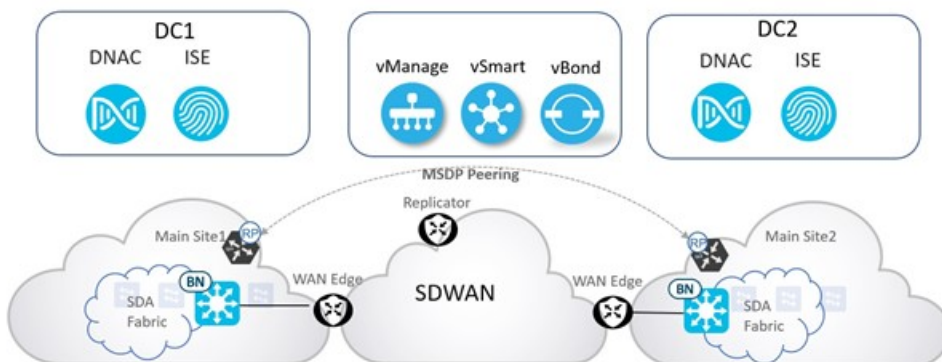 DC1
DNAC ISE
vManage vSmart vBond
DC2
DNAC ISE
MSDP Peering
Replicator
Main Site1
RP
RP
Main Site2
BN
WAN Edge
SDWAN
WAN Edge
BN
SDA
Fabric
SDA
Fabric